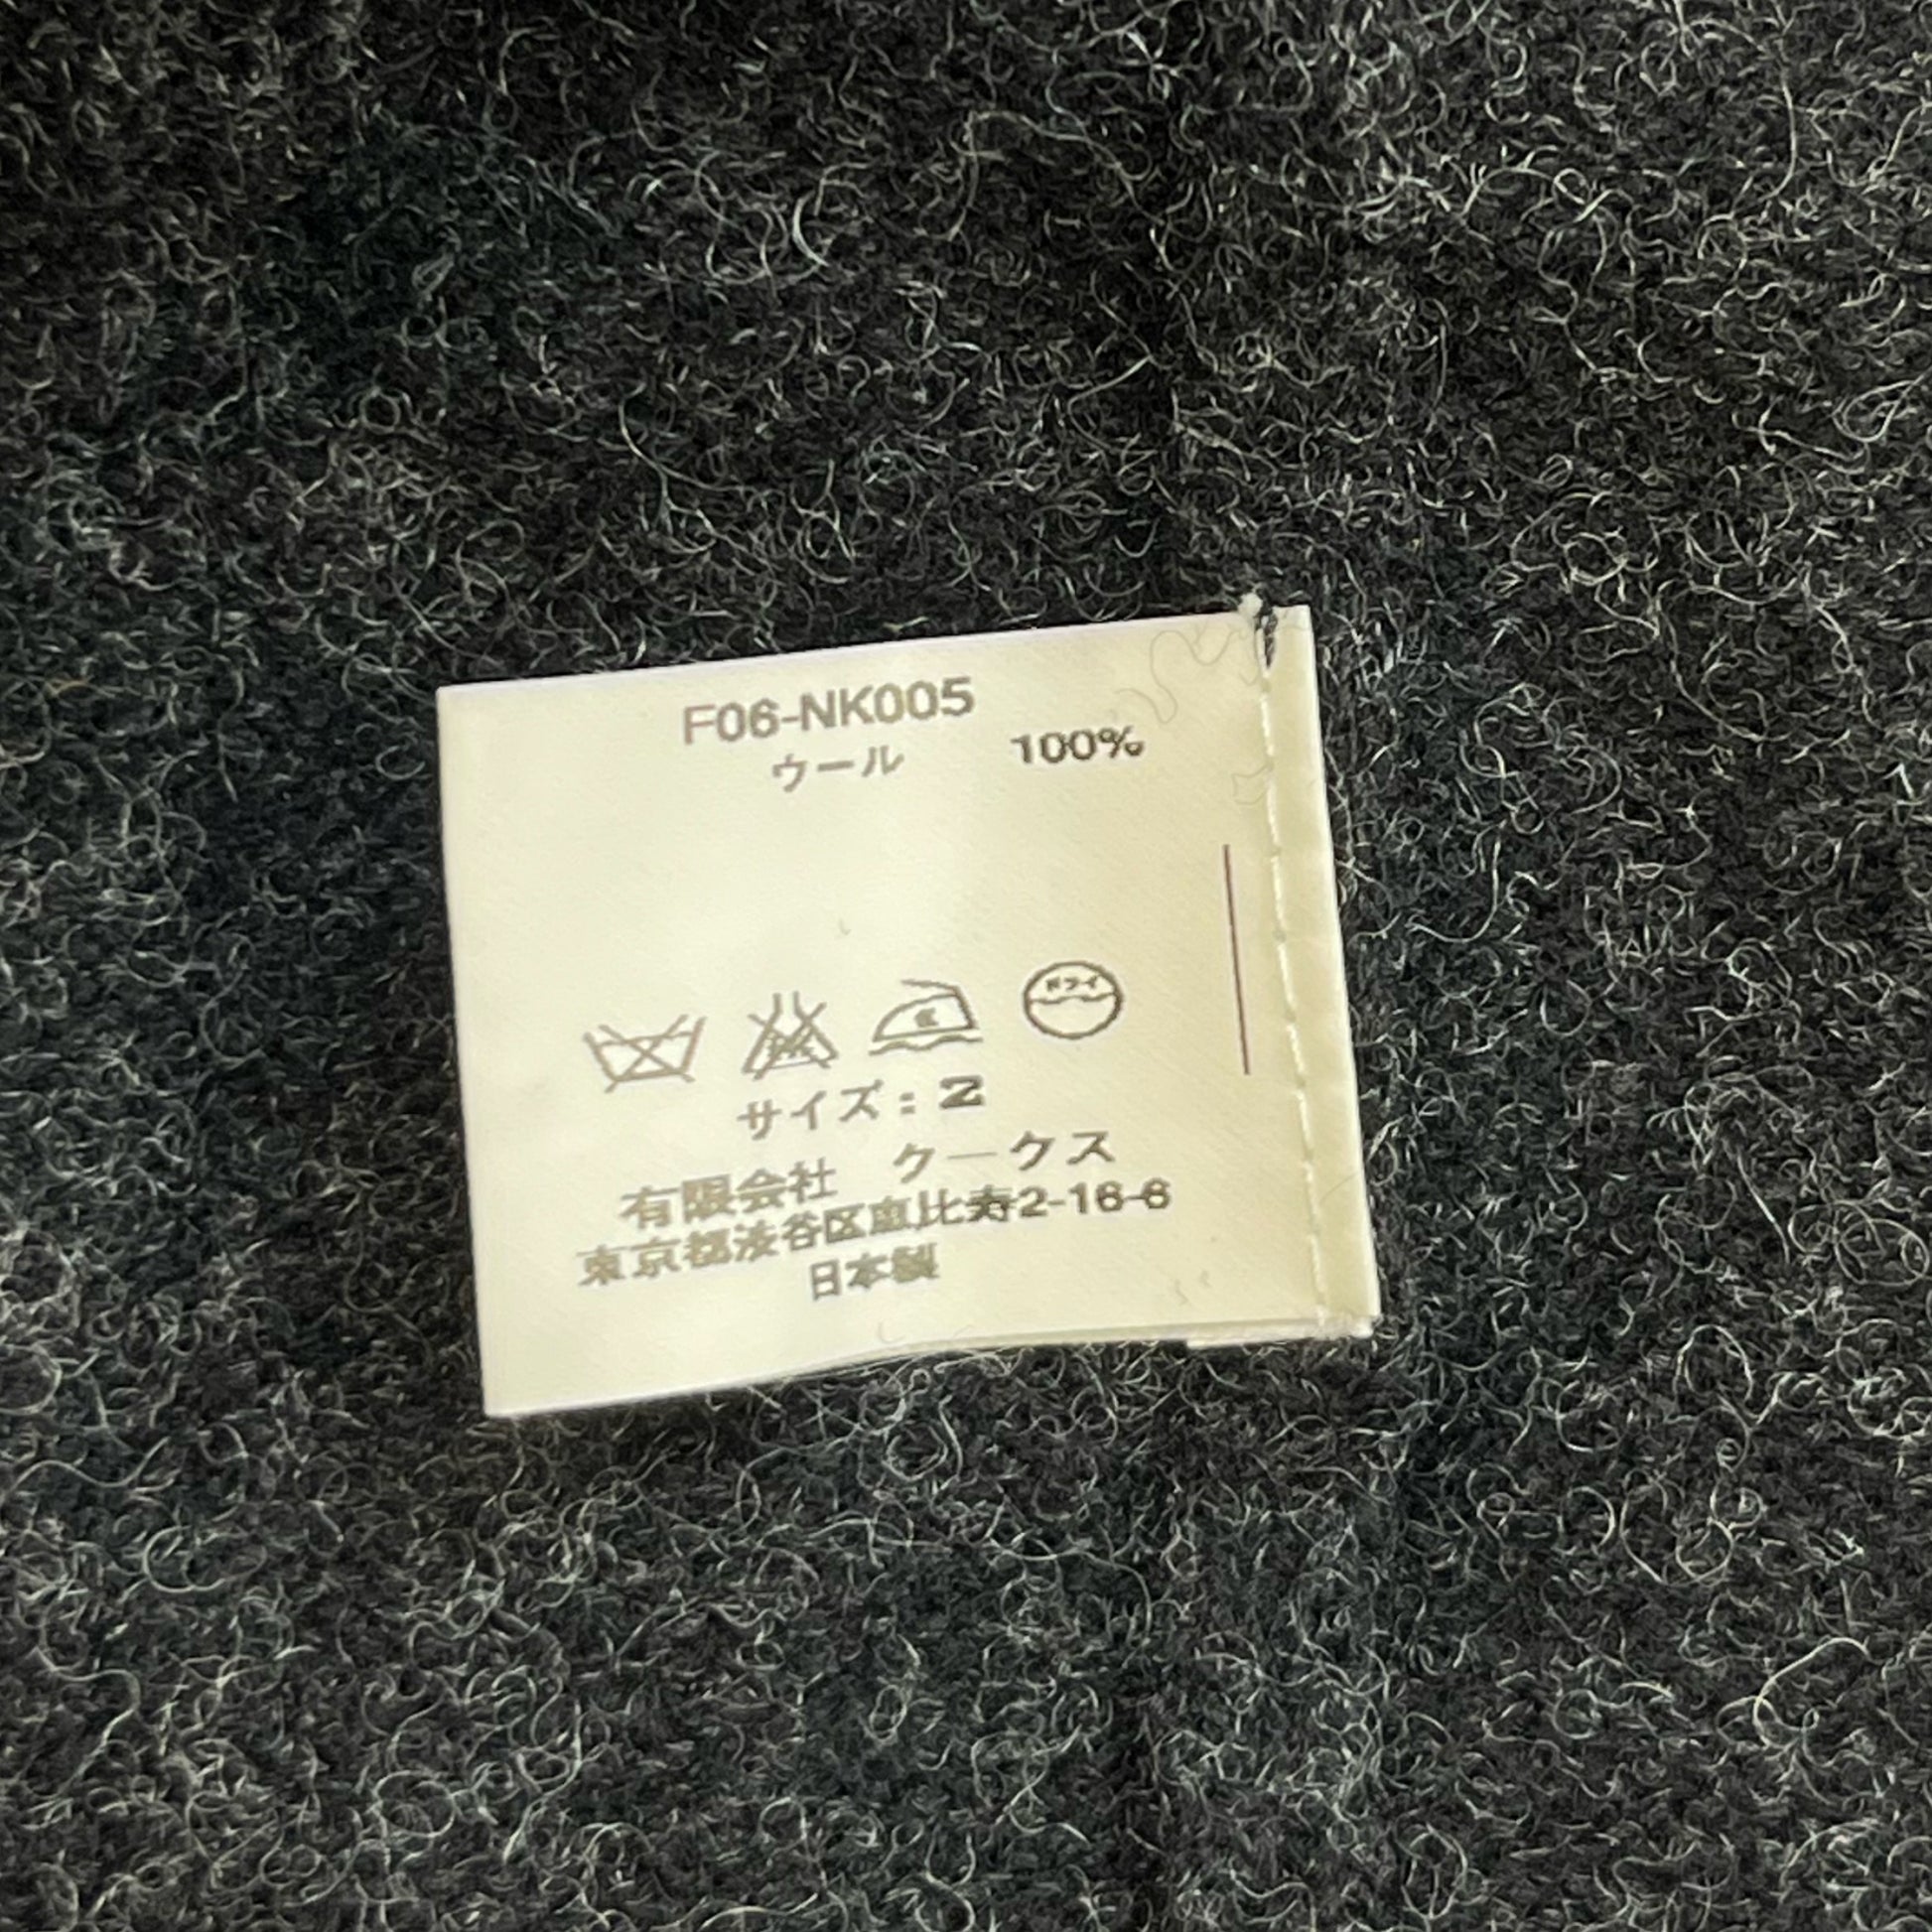 F06-NK005
ウール 100%
ドライ
サイズ：2
有限会社 ケークス
東京都渋谷区恵比寿2-16-6
日本製